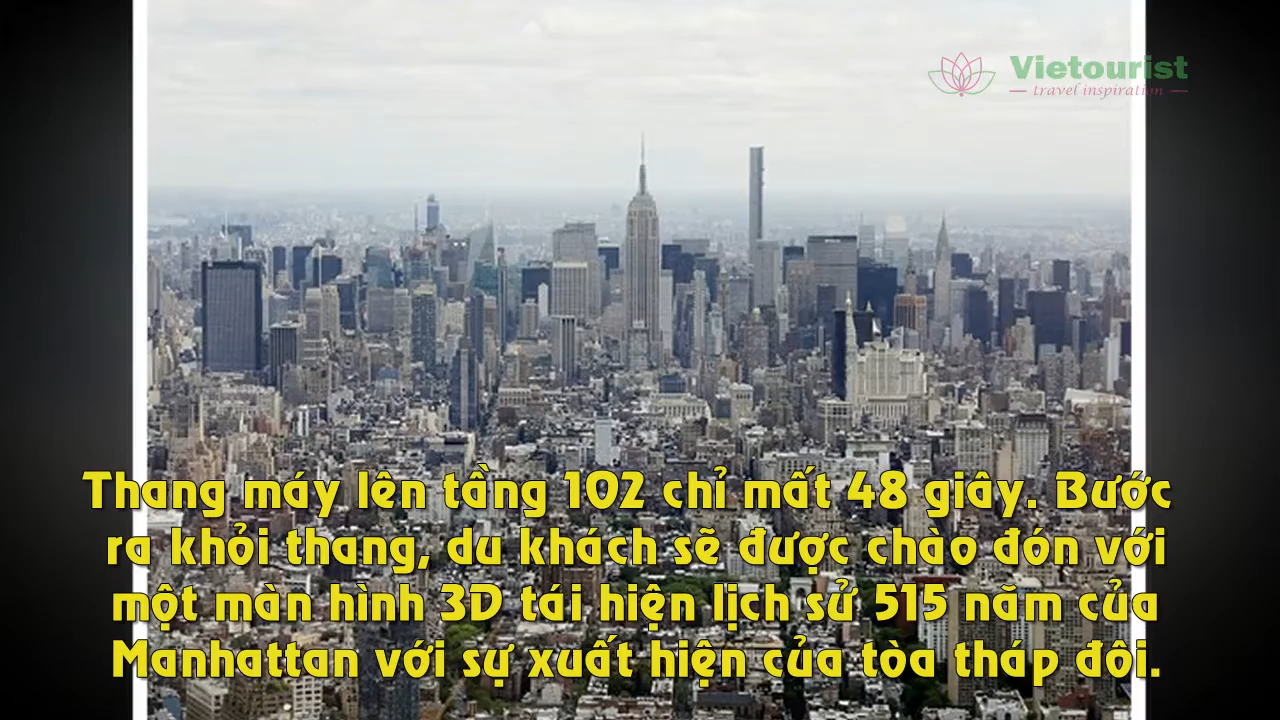 Vietourist
travel inspiration
Thang máy lên tầng 102 chỉ mất 48 giây. Bước
ra khỏi thang, du khách sẽ được chào đón với
một màn hình 3D tái hiện lịch sử 515 năm của
Manhattan với sự xuất hiện của tòa tháp đôi.